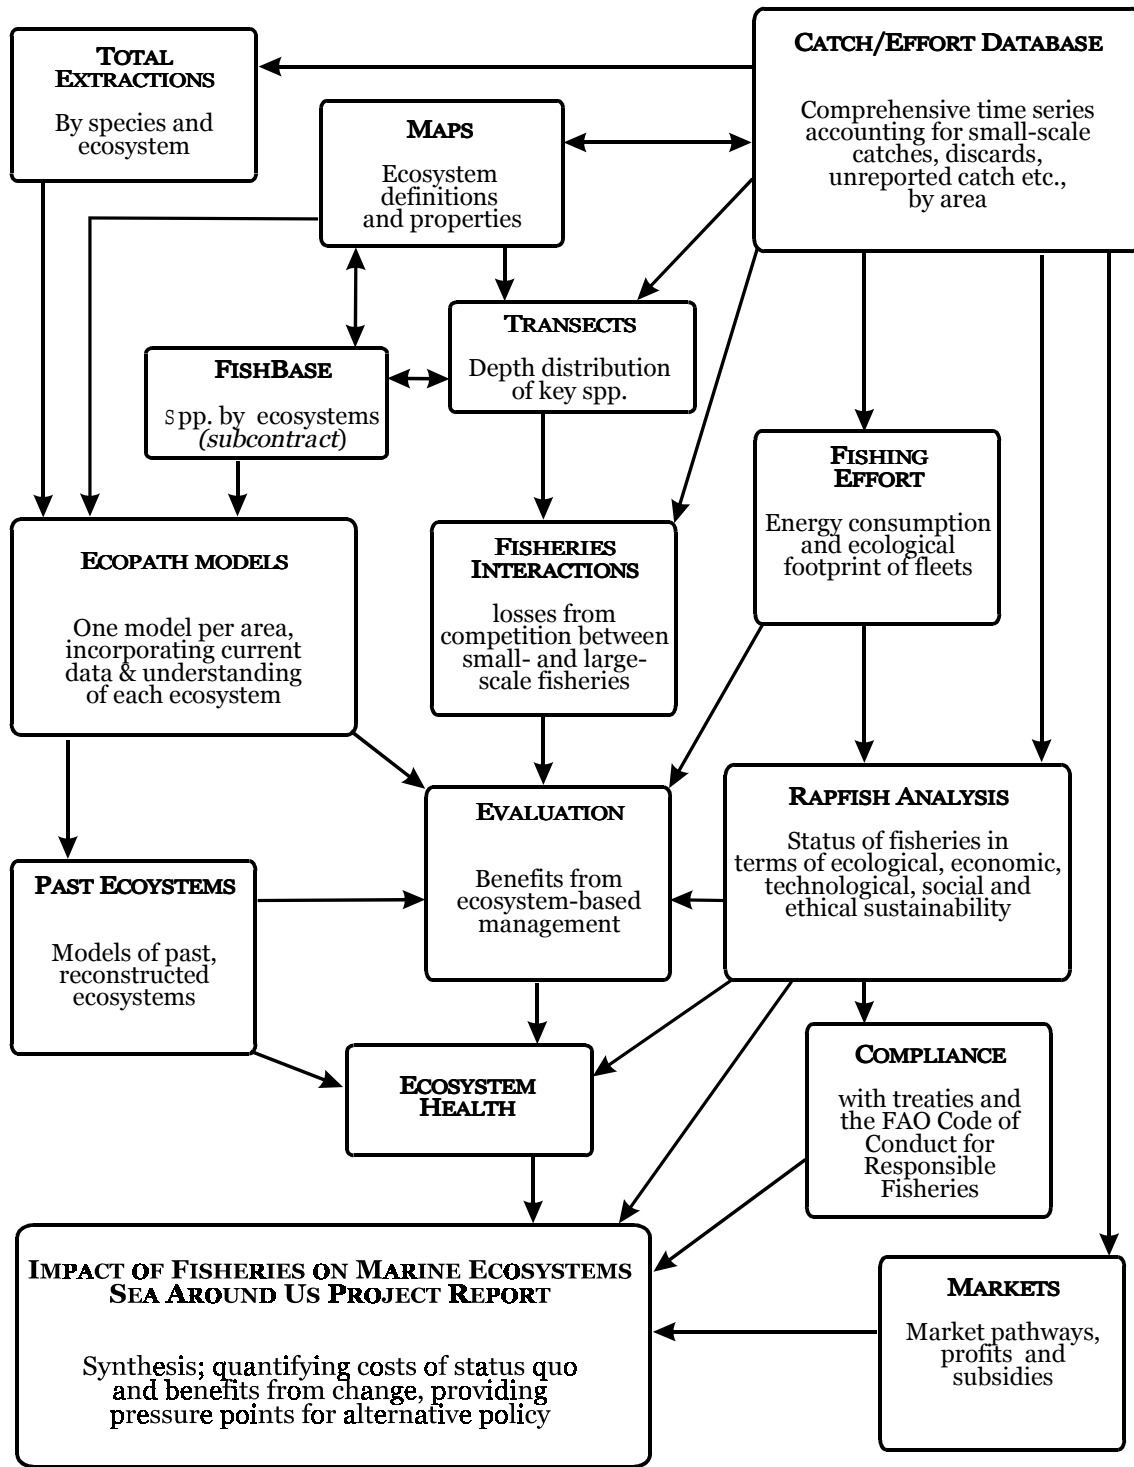 TOTAL
EXTRACTIONS
By species and
ecosystem
CATCH/EFFORT DATABASE
Comprehensive time series
accounting for small-scale
catches, discards,
unreported catch etc.,
by area
MAPS
Ecosystem
definitions
and properties
TRANSECTS
Depth distribution
of key spp.
FISHBASE
Spp. by ecosystems
(subcontract)
FISHING
EFFORT
Energy consumption
and ecological
footprint of fleets
ECOPATH MODELS
One model per area,
incorporating current
data & understanding
of each ecosystem
FISHERIES
INTERACTIONS
losses from
competition between
small- and large-
scale fisheries
EVALUATION
Benefits from
ecosystem-based
management
RAPFISH ANALYSIS
Status of fisheries in
terms of ecological, economic,
technological, social and
ethical sustainability
PAST ECOYSTEMS
Models of past,
reconstructed
ecosystems
ECOSYSTEM
HEALTH
COMPLIANCE
with treaties and
the FAO Code of
Conduct for
Responsible
Fisheries
IMPACT OF FISHERIES ON MARINE ECOSYSTEMS
SEA AROUND US PROJECT REPORT
Synthesis; quantifying costs of status quo
and benefits from change, providing
pressure points for alternative policy
MARKETS
Market pathways,
profits and
subsidies